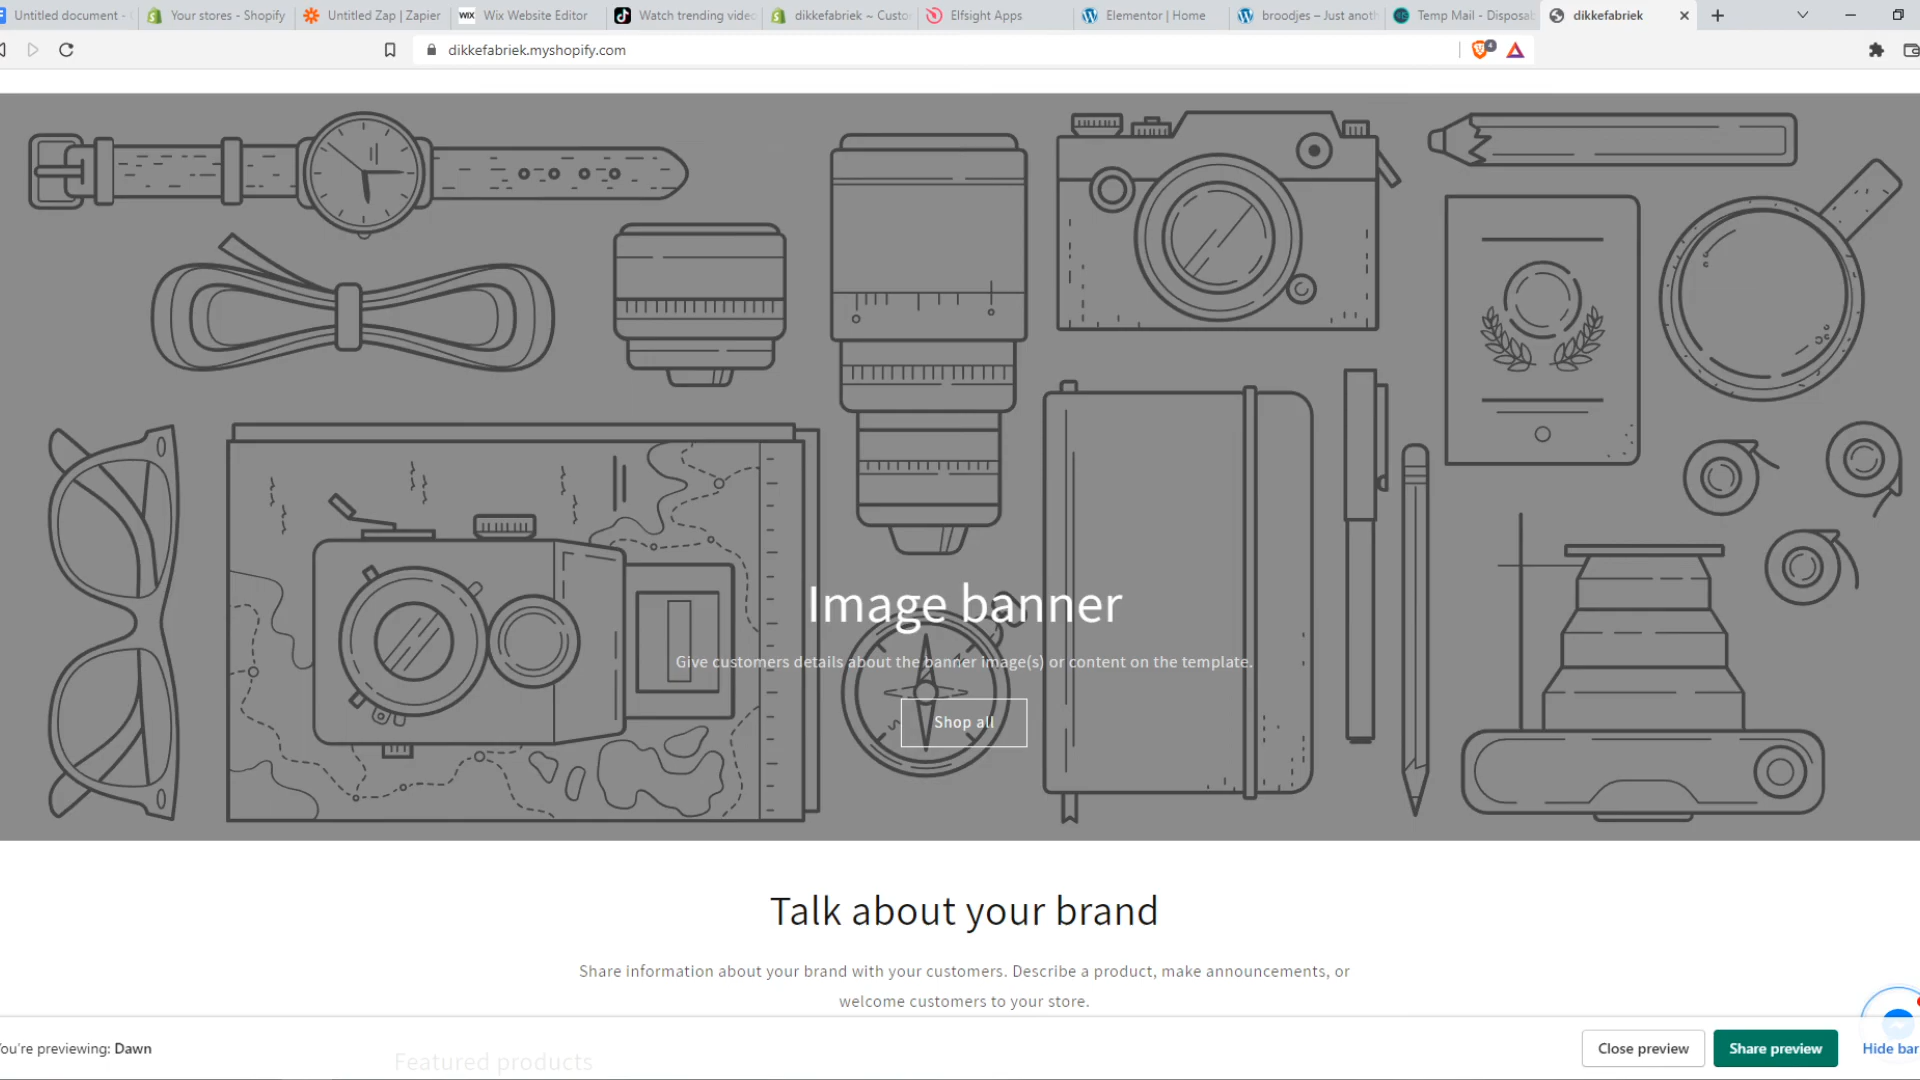 Untitled document -
Your stores - Shopify
Untitled Zap | Zapier
WIX Wix Website Editor
Watch trending video
dikkefabriek ~ Custo
Elfsight Apps
Elementor | Home
broodjes – Just anoth
Temp Mail - Disposa
dikkefabriek
dikkefabriek.myshopify.com
4
Image banner
Give customers details about the banner image(s) or content on the template.
Shop all
Talk about your brand
Share information about your brand with your customers. Describe a product, make announcements, or
welcome customers to your store.
Featured products
You're previewing: Dawn
Close preview
Share preview
Hide bar